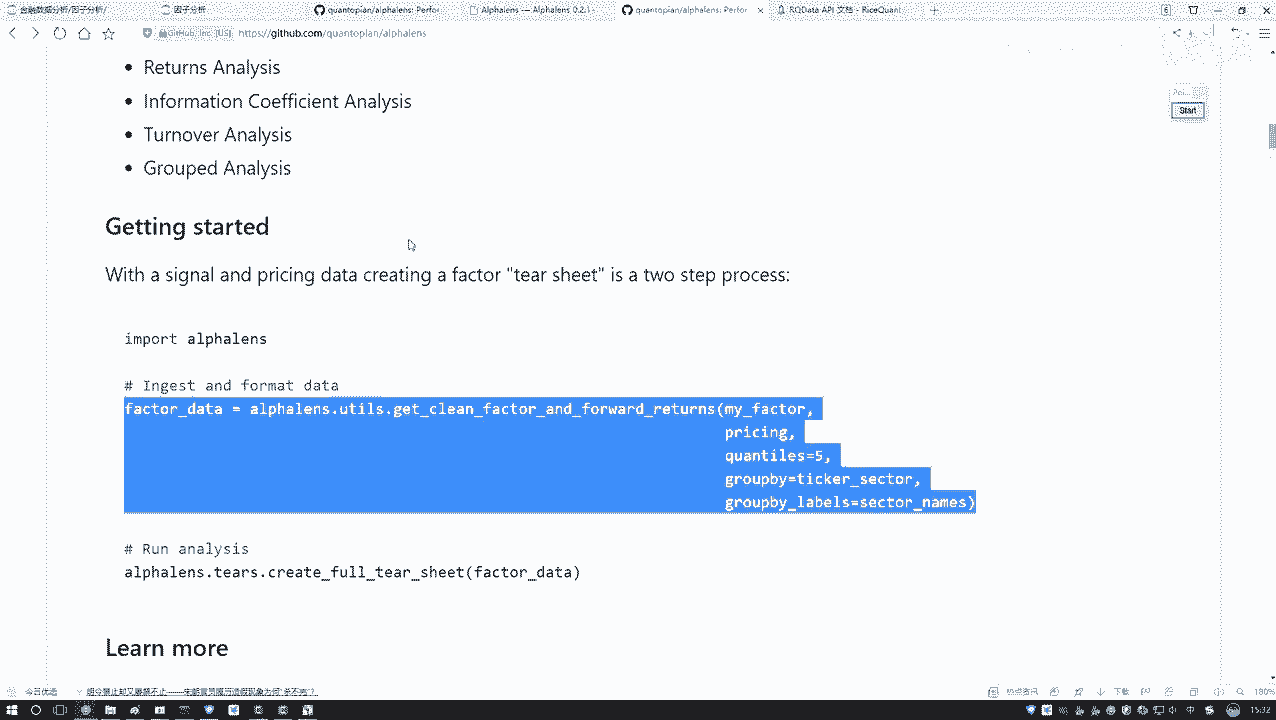 金融数据分析/因子分析/
因子分析
quantopian/alphalens: Perfor
Alphalens — Alphalens 0.2.1
quantopian/alphalens: Perfor
RQData API 文档 - RiceQuant
GitHub, Inc. [US]
https://github.com/quantopian/alphalens
• Returns Analysis
• Information Coefficient Analysis
• Turnover Analysis
• Grouped Analysis
Start
Getting started
With a signal and pricing data creating a factor "tear sheet" is a two step process:
import alphalens
# Ingest and format data
factor_data = alphalens.utils.get_clean_factor_and_forward_returns(my_factor,
pricing,
quantiles=5,
groupby=ticker_sector,
groupby_labels=sector_names)
# Run analysis
alphalens.tears.create_full_tear_sheet(factor_data)
Learn more
今日优选
热点资讯
下载
180%
15:32